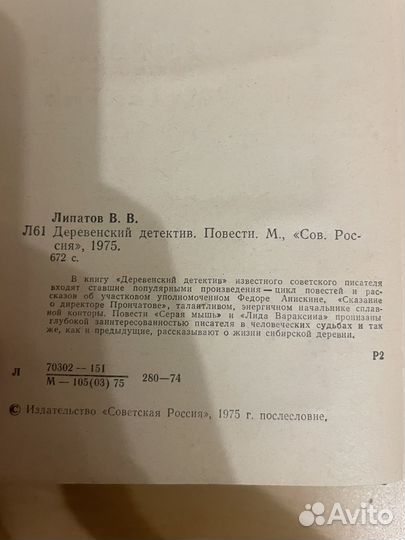 Липатов В. В.
Л61 Деревенский детектив. Повести. М., «Сов. Рос-
сия», 1975.
672 с.
В книгу «Деревенский детектив» известного советского писателя
входят ставшие популярными произведения — цикл повестей и рас-
сказов об участковом уполномоченном Федоре Анискине, «Сказание
о директоре Прончатове», талантливом, энергичном начальнике сплав-
ной конторы. Повести «Серая мышь» и «Лида Вараксина» пронизаны
глубокой заинтересованностью писателя в человеческих судьбах и так
же, как и предыдущие, рассказывают о жизни сибирской деревни.
Р2
Л 70302—151
М—105(03) 75 280—74
© Издательство «Советская Россия», 1975 г. послесловие.
Avito